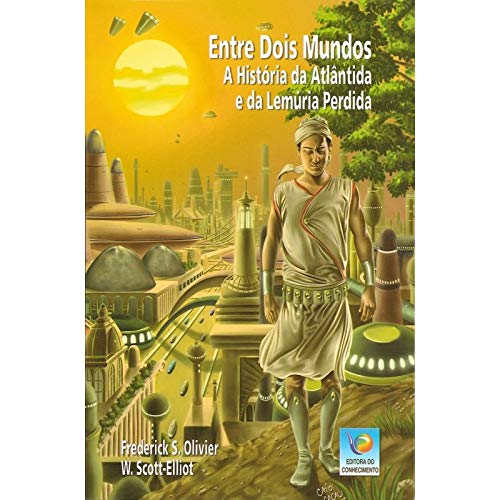 Entre Dois Mundos
A História da Atlântida
e da Lemúria Perdida
Frederick S. Olivier
W. Scott-Elliot
EDITORA DO
CONHECIMENTO